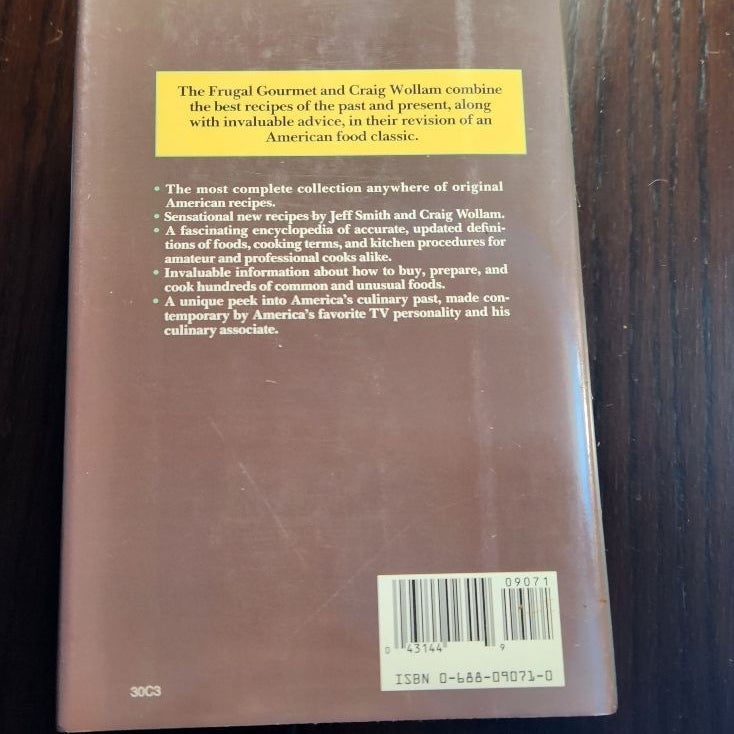 The Frugal Gourmet and Craig Wollam combine
the best recipes of the past and present, along
with invaluable advice, in their revision of an
American food classic.
• The most complete collection anywhere of original
American recipes.
• Sensational new recipes by Jeff Smith and Craig Wollam.
• A fascinating encyclopedia of accurate, updated defini-
tions of foods, cooking terms, and kitchen procedures for
amateur and professional cooks alike.
• Invaluable information about how to buy, prepare, and
cook hundreds of common and unusual foods.
• A unique peek into America's culinary past, made con-
temporary by America's favorite TV personality and his
culinary associate.
09071
0 43144 9
ISBN 0-688-09071-0
30C3